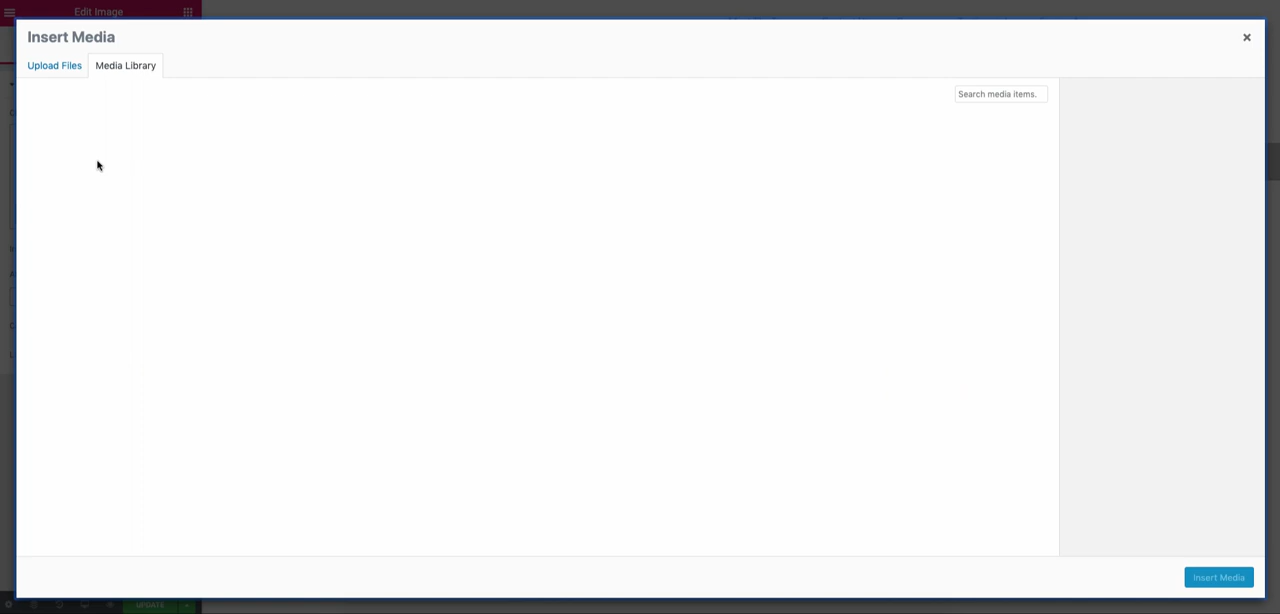 Edit Image
Insert Media
Upload Files
Media Library
Search media items.
Insert Media
UPDATE